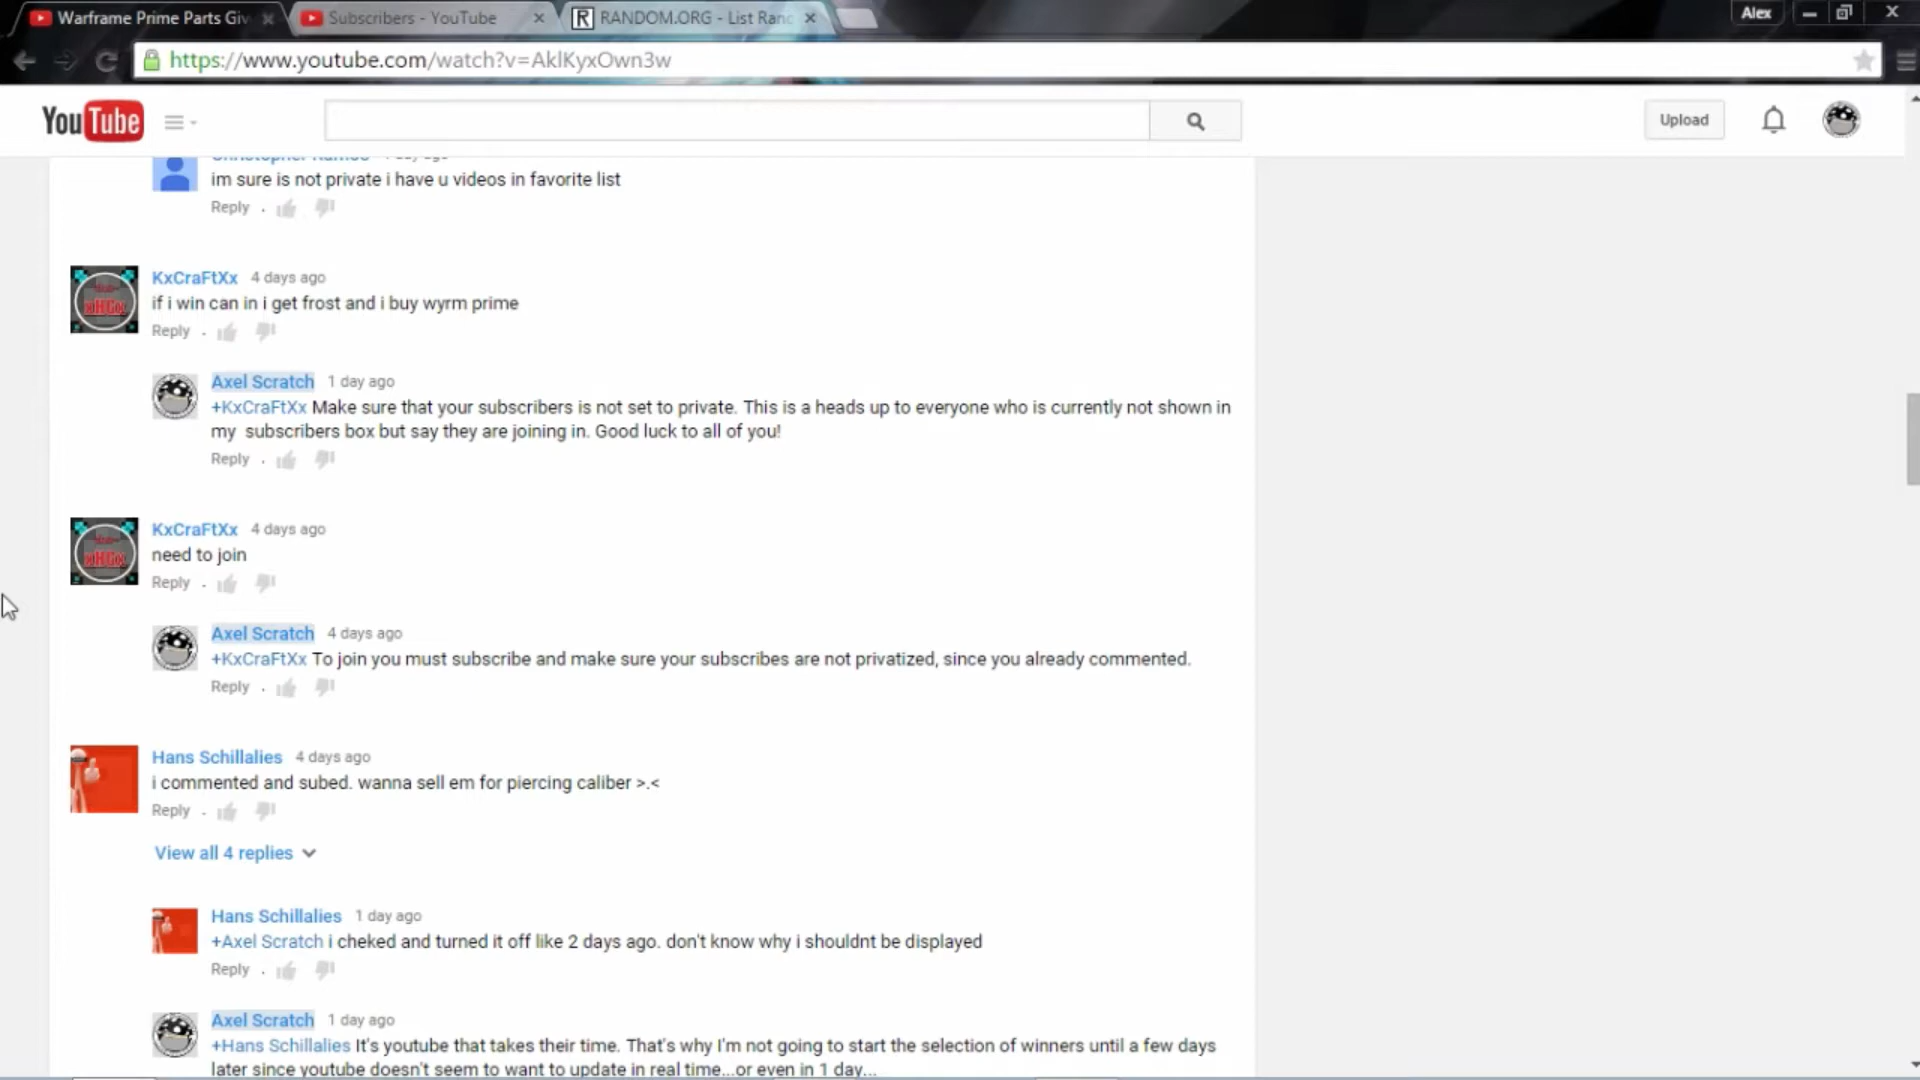 Warframe Prime Parts Giv
Subscribers - YouTube
R RANDOM.ORG - List Ran
Alex
https://www.youtube.com/watch?v=AklKyxOwn3w
YouTube
Upload
im sure is not private i have u videos in favorite list
Reply .
KxCraFtXx 4 days ago
if i win can in i get frost and i buy wyrm prime
Reply .
Axel Scratch 1 day ago
+KxCraFtXx Make sure that your subscribers is not set to private. This is a heads up to everyone who is currently not shown in
my subscribers box but say they are joining in. Good luck to all of you!
Reply .
KxCraFtXx 4 days ago
need to join
Reply .
Axel Scratch 4 days ago
+KxCraFtXx To join you must subscribe and make sure your subscribes are not privatized, since you already commented.
Reply .
Hans Schillalies 4 days ago
i commented and subed. wanna sell em for piercing caliber >.<
Reply .
View all 4 replies
Hans Schillalies 1 day ago
+Axel Scratch i cheked and turned it off like 2 days ago. don't know why i shouldnt be displayed
Reply .
Axel Scratch 1 day ago
+Hans Schillalies It's youtube that takes their time. That's why I'm not going to start the selection of winners until a few days
later since youtube doesn't seem to want to update in real time...or even in 1 day...